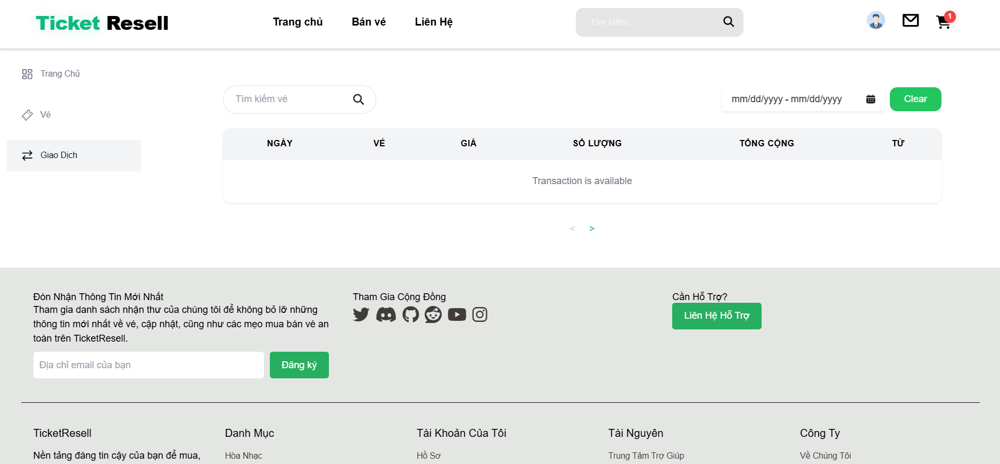 Ticket Resell
Trang chủ
Bán vé
Liên Hệ
Tìm kiếm...
1
Trang Chủ
Vé
Giao Dịch
Tìm kiếm vé
mm/dd/yyyy - mm/dd/yyyy
Clear
NGÀY VÉ GIÁ SỐ LƯỢNG TỔNG CỘNG TỪ
Transaction is available
< >
Đón Nhận Thông Tin Mới Nhất
Tham gia danh sách nhận thư của chúng tôi để không bỏ lỡ những
thông tin mới nhất về vé, cập nhật, cũng như các mẹo mua bán vé an
toàn trên TicketResell.
Địa chỉ email của bạn
Đăng ký
Tham Gia Cộng Đồng
Cần Hỗ Trợ?
Liên Hệ Hỗ Trợ
TicketResell
Nền tảng đáng tin cậy của bạn để mua,
Danh Mục
Hòa Nhạc
Tài Khoản Của Tôi
Hồ Sơ
Tài Nguyên
Trung Tâm Trợ Giúp
Công Ty
Về Chúng Tôi